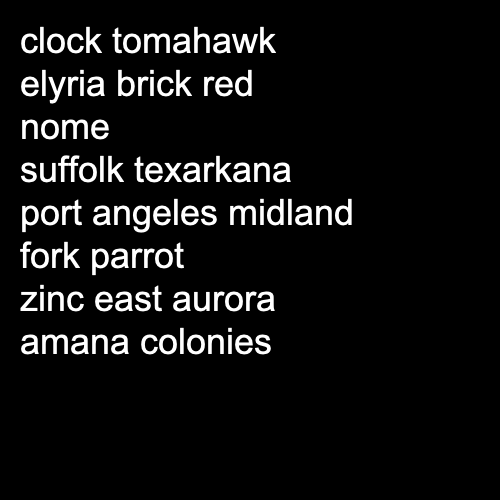 clock tomahawk
elyria brick red
nome
suffolk texarkana
port angeles midland
fork parrot
zinc east aurora
amana colonies